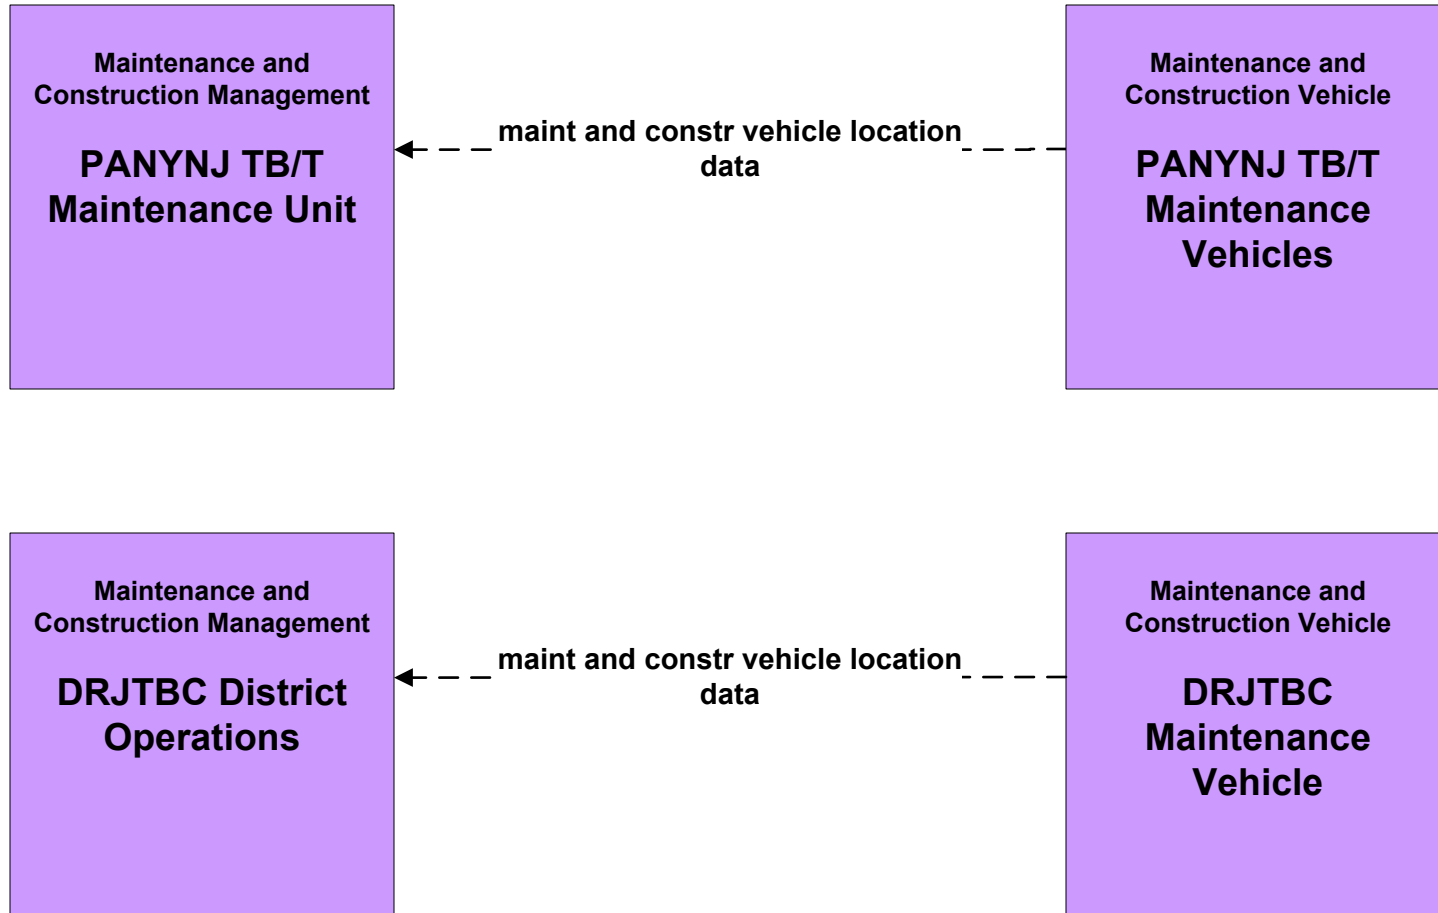 Maintenance and
Construction Management
PANYNJ TB/T
Maintenance Unit
maint and constr vehicle location
data
Maintenance and
Construction Vehicle
PANYNJ TB/T
Maintenance
Vehicles
Maintenance and
Construction Management
DRJTBC District
Operations
maint and constr vehicle location
data
Maintenance and
Construction Vehicle
DRJTBC
Maintenance
Vehicle